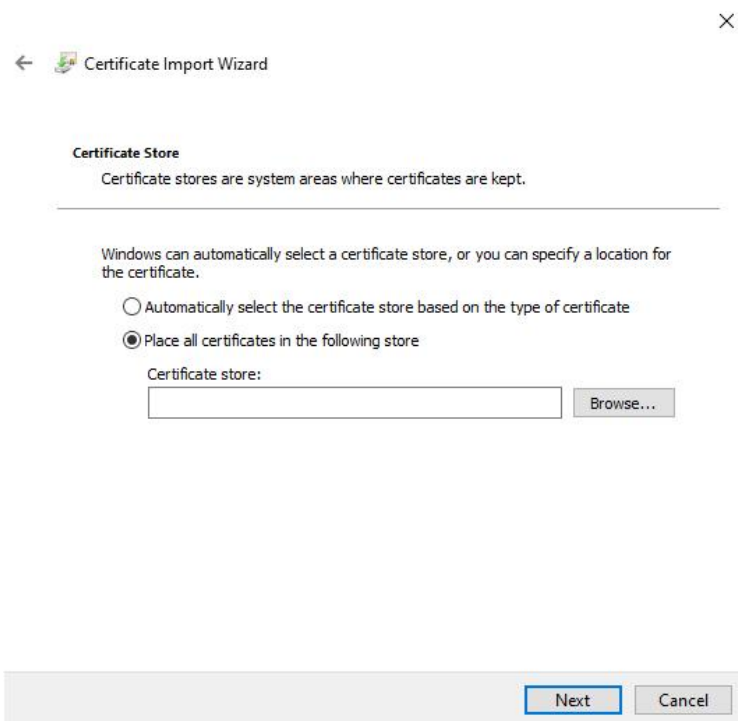 Certificate Import Wizard
Certificate Store
Certificate stores are system areas where certificates are kept.
Windows can automatically select a certificate store, or you can specify a location for
the certificate.
Automatically select the certificate store based on the type of certificate
Place all certificates in the following store
Certificate store:
Browse...
Next
Cancel